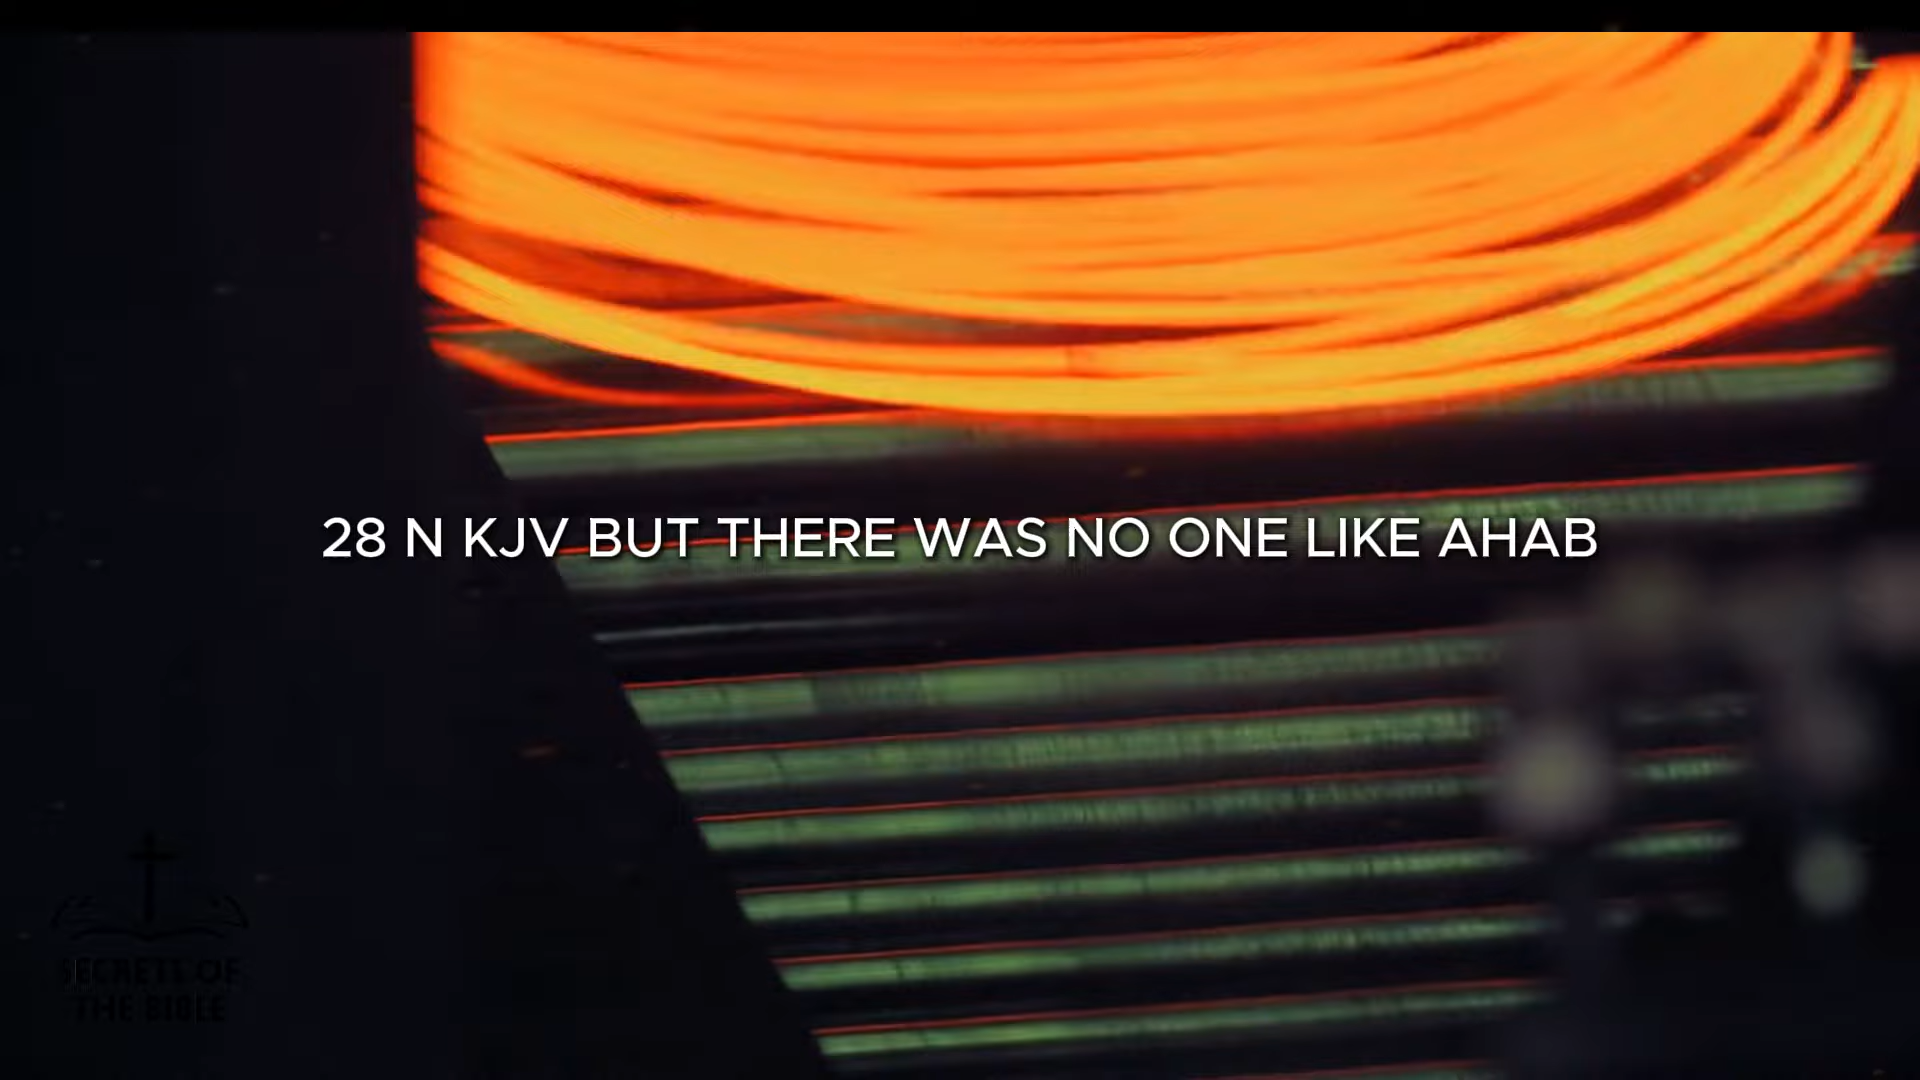 28 N KJV BUT THERE WAS NO ONE LIKE AHAB
SECRETS OF
THE BIBLE